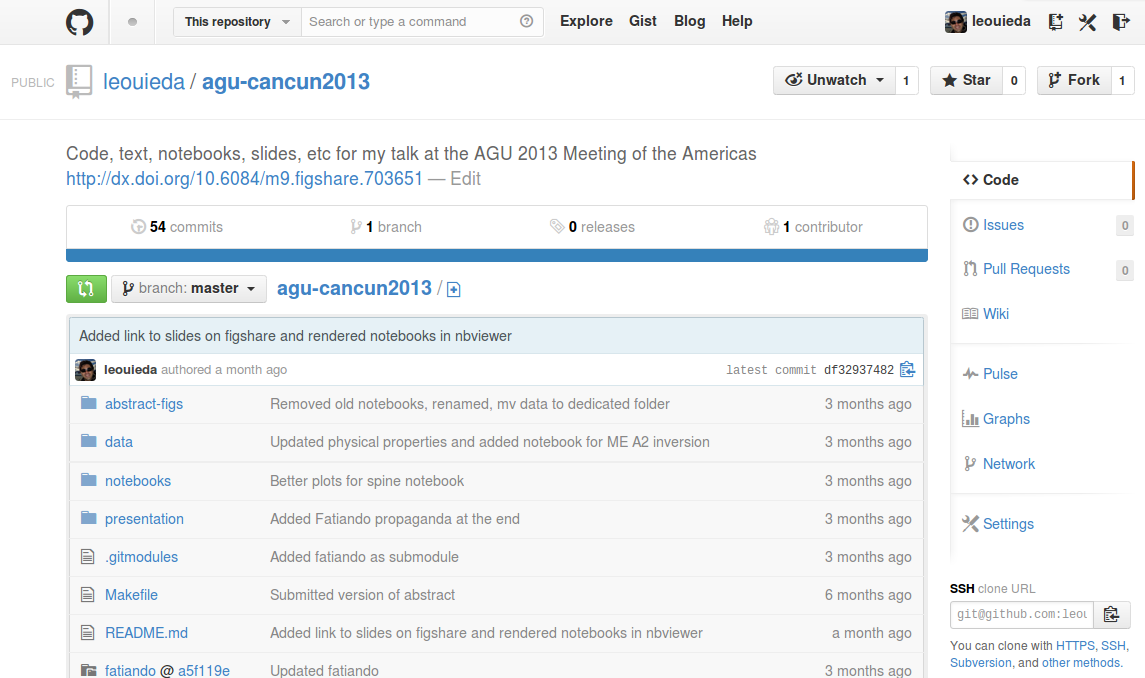 This repository Search or type a command Explore Gist Blog Help leouieda
PUBLIC leouieda / agu-cancun2013 Unwatch 1 Star 0 Fork 1
Code, text, notebooks, slides, etc for my talk at the AGU 2013 Meeting of the Americas
http://dx.doi.org/10.6084/m9.figshare.703651 — Edit
54 commits 1 branch 0 releases 1 contributor
branch: master agu-cancun2013 /
Added link to slides on figshare and rendered notebooks in nbviewer
leouieda authored a month ago latest commit df32937482
abstract-figs Removed old notebooks, renamed, mv data to dedicated folder 3 months ago
data Updated physical properties and added notebook for ME A2 inversion 3 months ago
notebooks Better plots for spine notebook 3 months ago
presentation Added Fatiando propaganda at the end 3 months ago
.gitmodules Added fatiando as submodule 3 months ago
Makefile Submitted version of abstract 6 months ago
README.md Added link to slides on figshare and rendered notebooks in nbviewer a month ago
fatiando @ a5f119e Updated fatiando 3 months ago
Code
Issues 0
Pull Requests 0
Wiki
Pulse
Graphs
Network
Settings
SSH clone URL
git@github.com:leou
You can clone with HTTPS, SSH,
Subversion, and other methods.